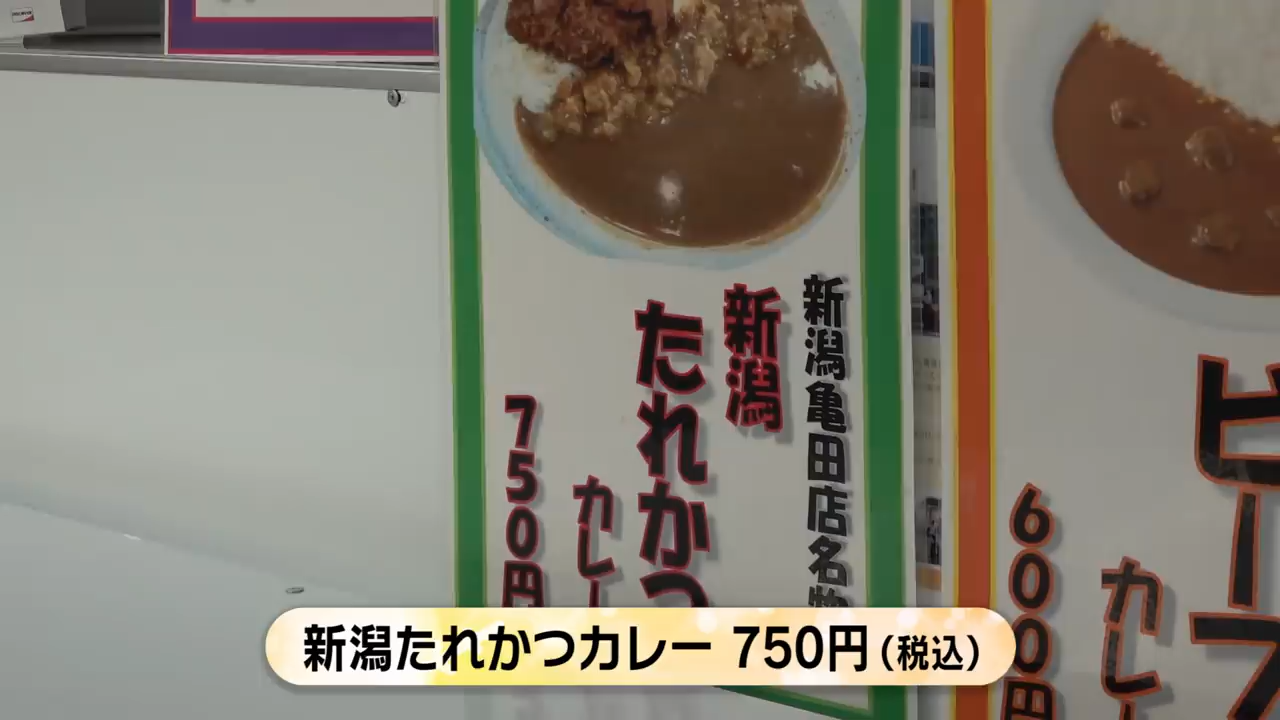 新潟亀田店名物
新潟
たれかつ
カレー
750円
ビーフ
カレー
600円
新潟たれかつカレー 750円（税込）